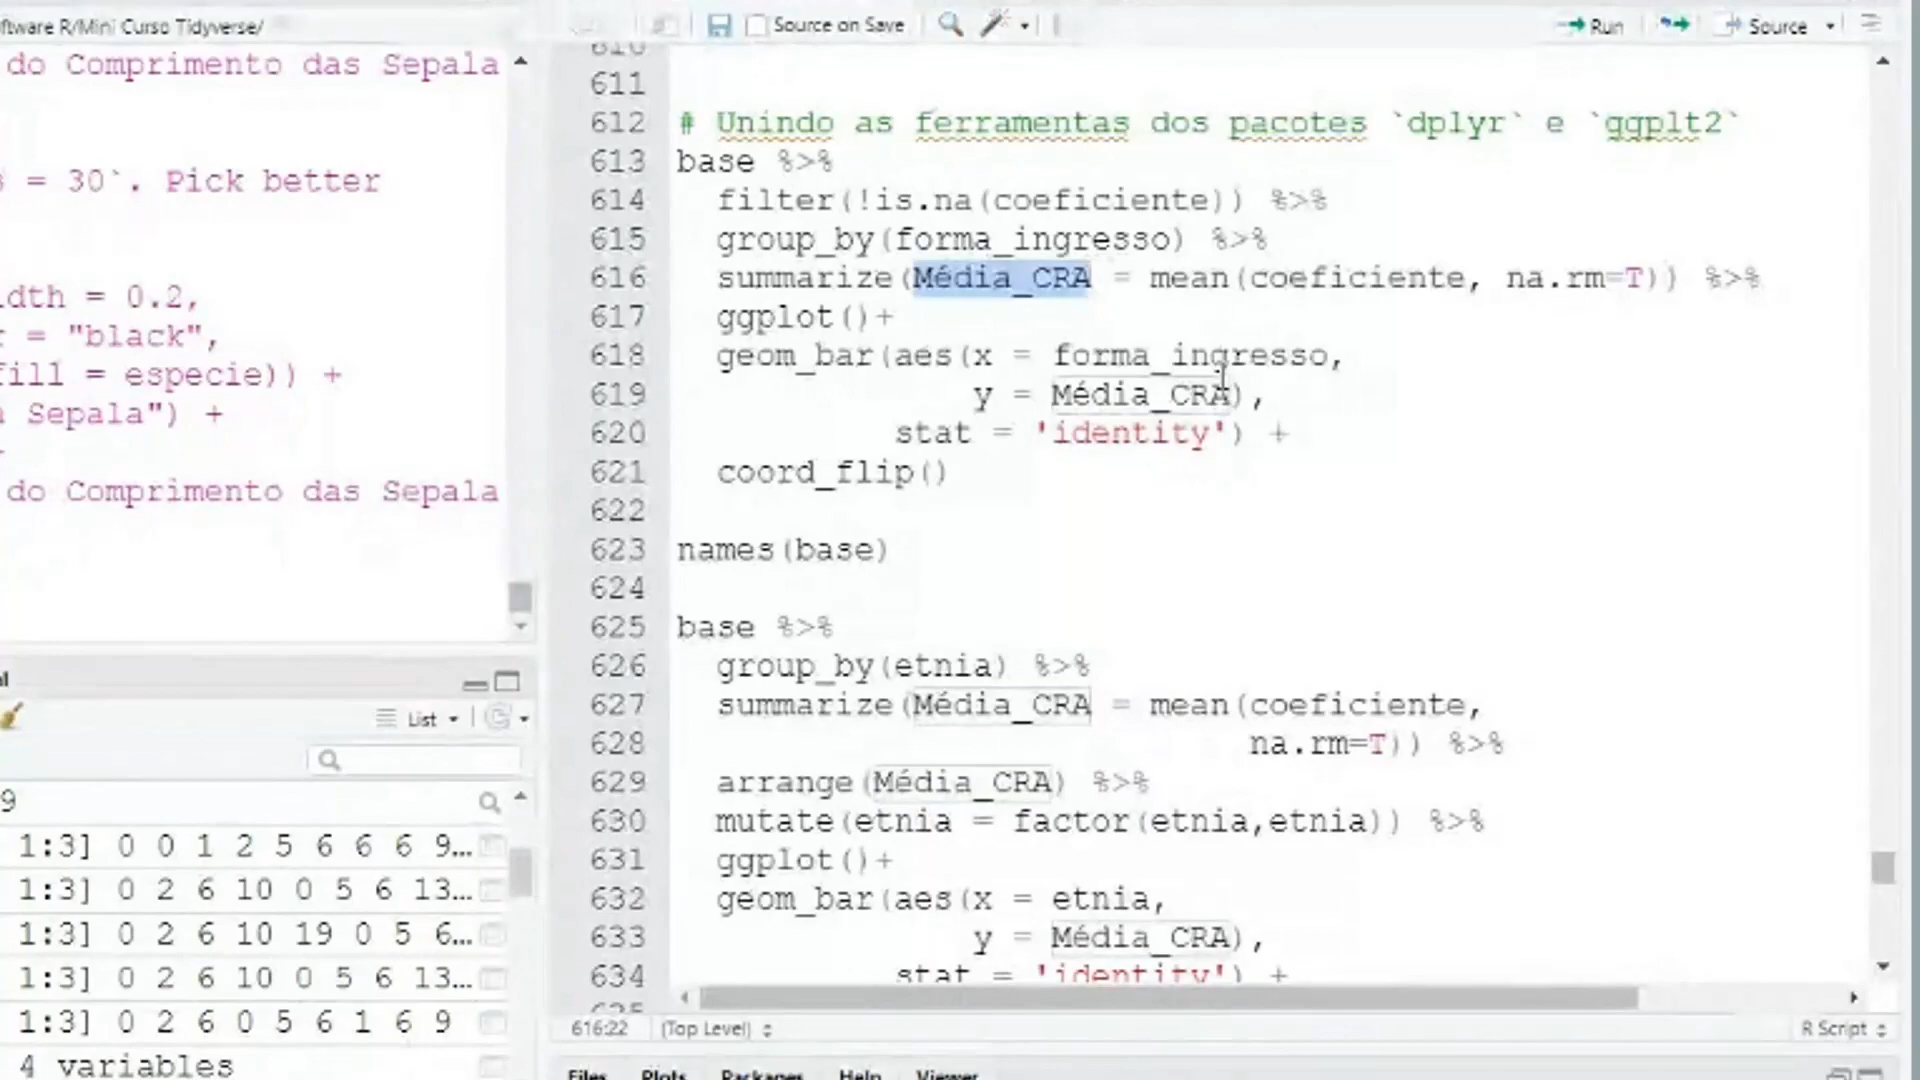 ftware R/Mini Curso Tidyverse/
do Comprimento das Sepala
= 30`. Pick better
idth = 0.2,
r = "black",
fill = especie)) +
Sepala") +
do Comprimento das Sepala
List
9
1:3] 0 0 1 2 5 6 6 6 9…
1:3] 0 2 6 10 0 5 6 13…
1:3] 0 2 6 10 19 0 5 6…
1:3] 0 2 6 10 0 5 6 13…
1:3] 0 2 6 0 5 6 1 6 9
4 variables
Source on Save
Run
Source
610
611
612 # Unindo as ferramentas dos pacotes `dplyr` e `ggplt2`
613 base %>%
614 filter(!is.na(coeficiente)) %>%
615 group_by(forma_ingresso) %>%
616 summarize(Média_CRA = mean(coeficiente, na.rm=T)) %>%
617 ggplot()+
618 geom_bar(aes(x = forma_ingresso,
619 y = Média_CRA),
620 stat = 'identity') +
621 coord_flip()
622
623 names(base)
624
625 base %>%
626 group_by(etnia) %>%
627 summarize(Média_CRA = mean(coeficiente,
628 na.rm=T)) %>%
629 arrange(Média_CRA) %>%
630 mutate(etnia = factor(etnia,etnia)) %>%
631 ggplot()+
632 geom_bar(aes(x = etnia,
633 y = Média_CRA),
634 stat = 'identity') +
616:22 (Top Level) R Script
Files Plots Packages Help Viewer